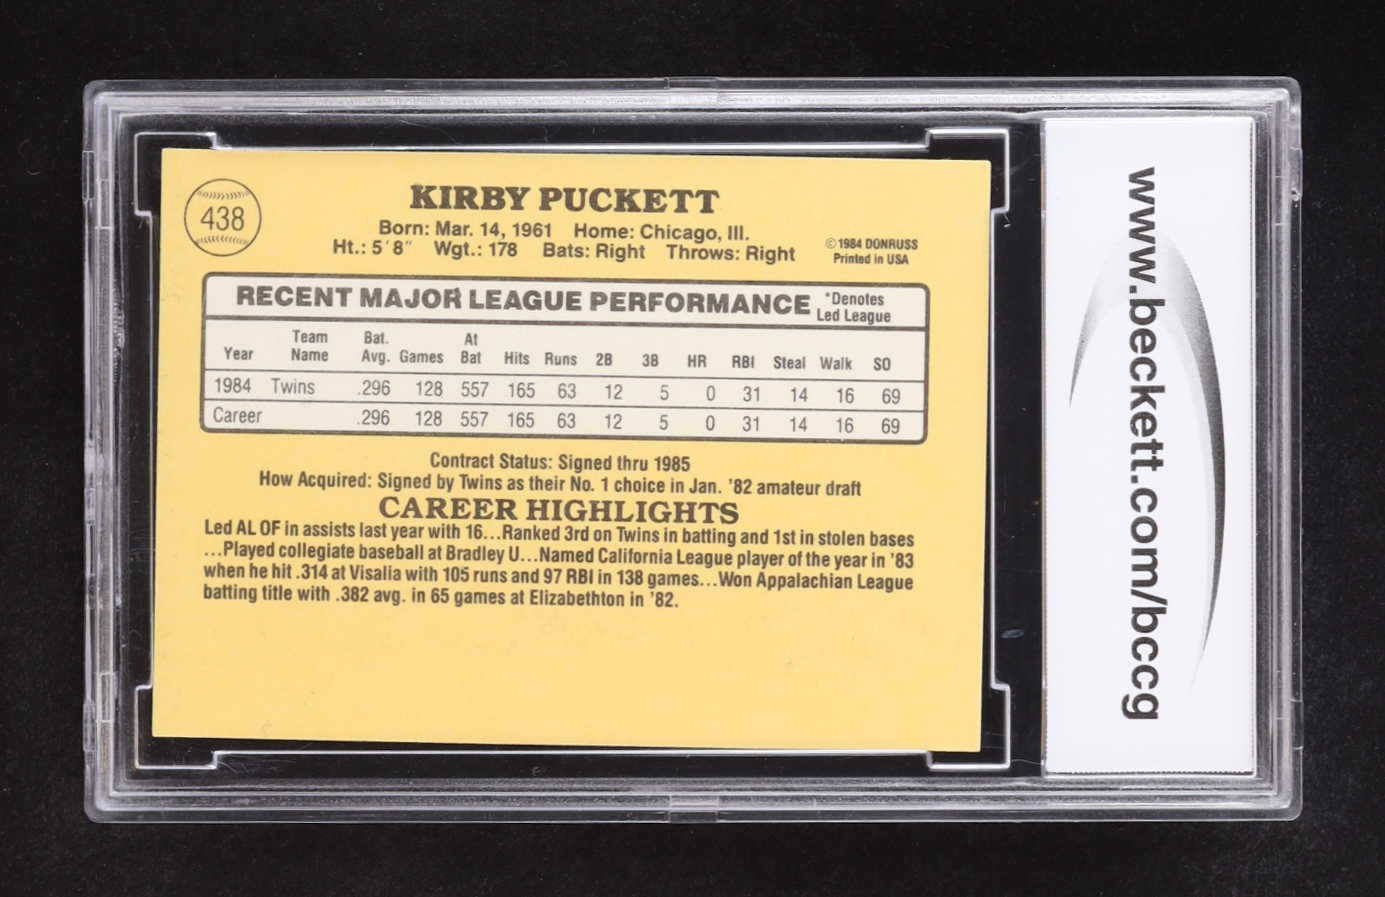 438
KIRBY PUCKETT
Born: Mar. 14, 1961 Home: Chicago, Ill.
Ht.: 5'8" Wgt.: 178 Bats: Right Throws: Right
©1984 DONRUSS
Printed in USA
RECENT MAJOR LEAGUE PERFORMANCE
*Denotes
Led League
Year Team Name Bat. Avg. Games At Bat Hits Runs 2B 3B HR RBI Steal Walk SO
1984 Twins .296 128 557 165 63 12 5 0 31 14 16 69
Career .296 128 557 165 63 12 5 0 31 14 16 69
Contract Status: Signed thru 1985
How Acquired: Signed by Twins as their No. 1 choice in Jan. '82 amateur draft
CAREER HIGHLIGHTS
Led AL OF in assists last year with 16...Ranked 3rd on Twins in batting and 1st in stolen bases
...Played collegiate baseball at Bradley U...Named California League player of the year in '83
when he hit .314 at Visalia with 105 runs and 97 RBI in 138 games...Won Appalachian League
batting title with .382 avg. in 65 games at Elizabethton in '82.
www.beckett.com/bccg